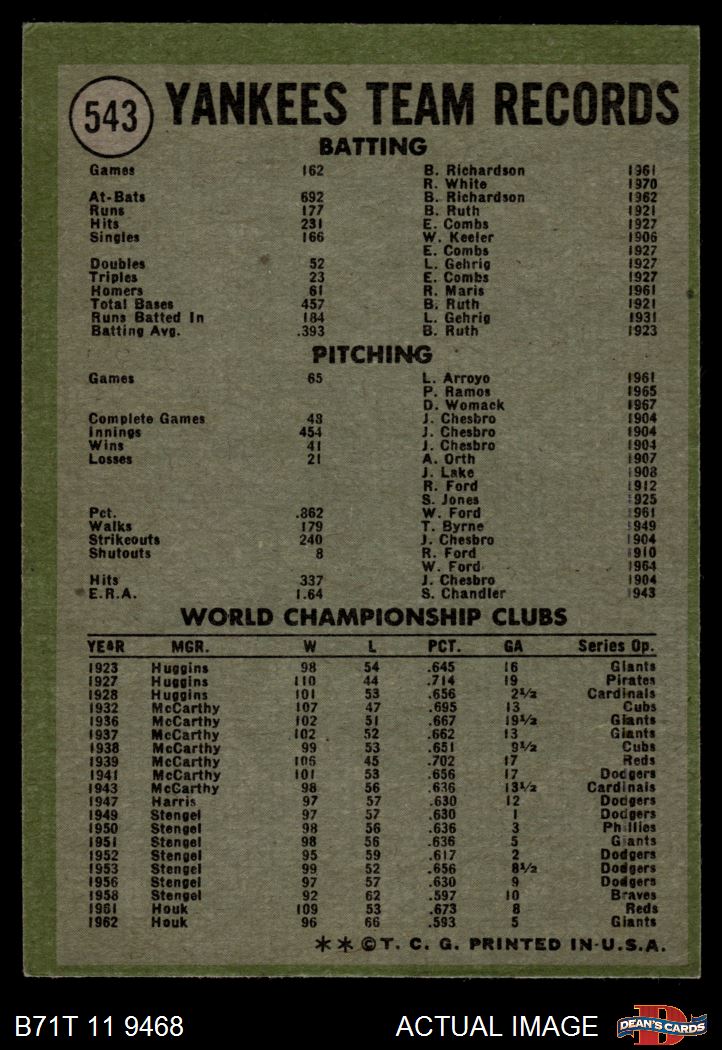 543 YANKEES TEAM RECORDS
BATTING
Games 162 B. Richardson 1961
R. White 1970
At-Bats 692 B. Richardson 1962
Runs 177 B. Ruth 1921
Hits 231 E. Combs 1927
Singles 166 W. Keeler 1906
E. Combs 1927
Doubles 52 L. Gehrig 1927
Triples 23 E. Combs 1927
Homers 61 R. Maris 1961
Total Bases 457 B. Ruth 1921
Runs Batted In 184 L. Gehrig 1931
Batting Avg. .393 B. Ruth 1923
PITCHING
Games 65 L. Arroyo 1961
P. Ramos 1965
D. Womack 1967
Complete Games 48 J. Chesbro 1904
Innings 454 J. Chesbro 1904
Wins 41 J. Chesbro 1904
Losses 21 A. Orth 1907
J. Lake 1908
R. Ford 1912
S. Jones 1925
Pct. .862 W. Ford 1961
Walks 179 T. Byrne 1949
Strikeouts 240 J. Chesbro 1904
Shutouts 8 R. Ford 1910
W. Ford 1964
Hits 337 J. Chesbro 1904
E.R.A. 1.64 S. Chandler 1943
WORLD CHAMPIONSHIP CLUBS
YEAR MGR. W L PCT. GA Series Op.
1923 Huggins 98 54 .645 16 Giants
1927 Huggins 110 44 .714 19 Pirates
1928 Huggins 101 53 .656 2½ Cardinals
1932 McCarthy 107 47 .695 13 Cubs
1936 McCarthy 102 51 .667 19½ Giants
1937 McCarthy 102 52 .662 13 Giants
1938 McCarthy 99 53 .651 9½ Cubs
1939 McCarthy 106 45 .702 17 Reds
1941 McCarthy 101 53 .656 17 Dodgers
1943 McCarthy 98 56 .636 13½ Cardinals
1947 Harris 97 57 .630 12 Dodgers
1949 Stengel 97 57 .630 1 Dodgers
1950 Stengel 98 56 .636 3 Phillies
1951 Stengel 98 56 .636 5 Giants
1952 Stengel 95 59 .617 2 Dodgers
1953 Stengel 99 52 .656 8½ Dodgers
1956 Stengel 97 57 .630 9 Dodgers
1958 Stengel 92 62 .597 10 Braves
1961 Houk 109 53 .673 8 Reds
1962 Houk 96 66 .593 5 Giants
**©T. C. G. PRINTED IN U.S.A.
B71T 11 9468 ACTUAL IMAGE DEAN'S CARDS